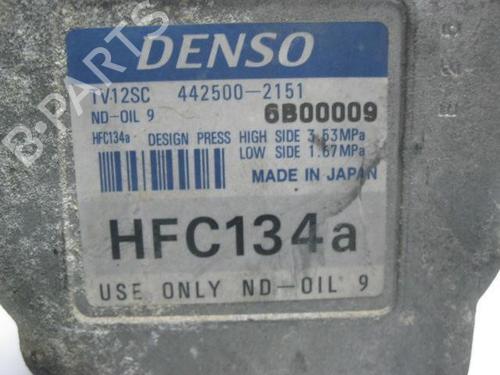 DENSO
TV12SC 442500-2151
ND-OIL 9 6B00009
HFC134a DESIGN PRESS HIGH SIDE 3.53MPa
LOW SIDE 1.67MPa
MADE IN JAPAN
HFC134a
USE ONLY ND-OIL 9
B-PARTS